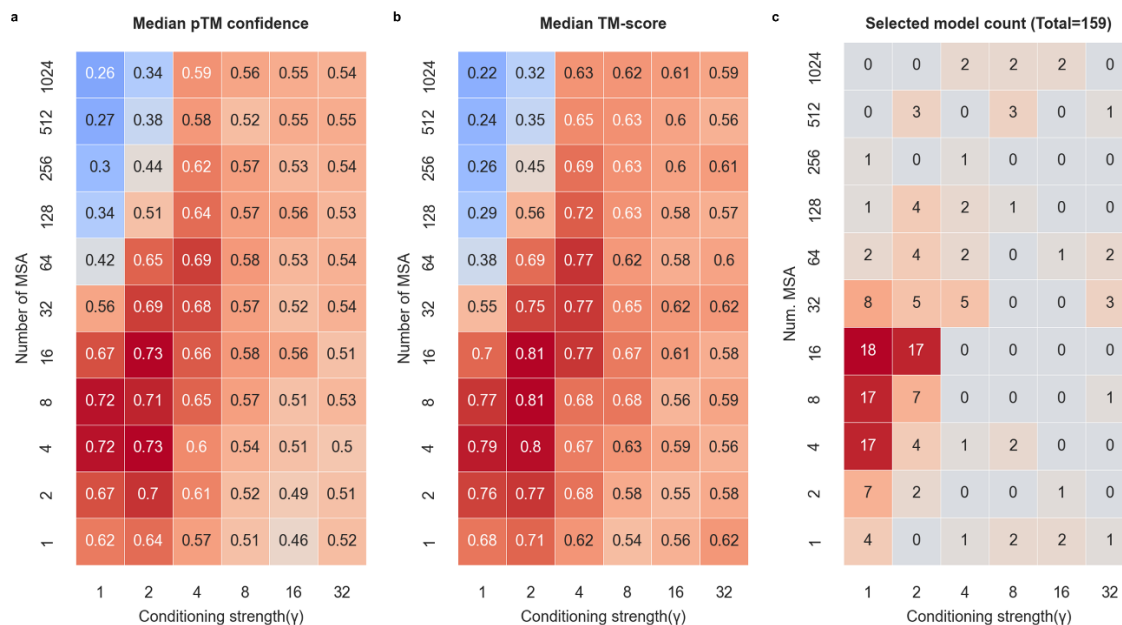 a Median pTM confidence
1024 0.26 0.34 0.59 0.56 0.55 0.54
512 0.27 0.38 0.58 0.52 0.55 0.55
256 0.3 0.44 0.62 0.57 0.53 0.54
128 0.34 0.51 0.64 0.57 0.56 0.53
64 0.42 0.65 0.69 0.58 0.53 0.54
32 0.56 0.69 0.68 0.57 0.52 0.54
16 0.67 0.73 0.66 0.58 0.56 0.51
8 0.72 0.71 0.65 0.57 0.51 0.53
4 0.72 0.73 0.6 0.54 0.51 0.5
2 0.67 0.7 0.61 0.52 0.49 0.51
1 0.62 0.64 0.57 0.51 0.46 0.52
1 2 4 8 16 32
Number of MSA
Conditioning strength(γ)
b Median TM-score
1024 0.22 0.32 0.63 0.62 0.61 0.59
512 0.24 0.35 0.65 0.63 0.6 0.56
256 0.26 0.45 0.69 0.63 0.6 0.61
128 0.29 0.56 0.72 0.63 0.58 0.57
64 0.38 0.69 0.77 0.62 0.58 0.6
32 0.55 0.75 0.77 0.65 0.62 0.62
16 0.7 0.81 0.77 0.67 0.61 0.58
8 0.77 0.81 0.68 0.68 0.56 0.59
4 0.79 0.8 0.67 0.63 0.59 0.56
2 0.76 0.77 0.68 0.58 0.55 0.58
1 0.68 0.71 0.62 0.54 0.56 0.62
1 2 4 8 16 32
Number of MSA
Conditioning strength(γ)
c Selected model count (Total=159)
1024 0 0 2 2 2 0
512 0 3 0 3 0 1
256 1 0 1 0 0 0
128 1 4 2 1 0 0
64 2 4 2 0 1 2
32 8 5 5 0 0 3
16 18 17 0 0 0 0
8 17 7 0 0 0 1
4 17 4 1 2 0 0
2 7 2 0 0 1 0
1 4 0 1 2 2 1
1 2 4 8 16 32
Num. MSA
Conditioning strength(γ)